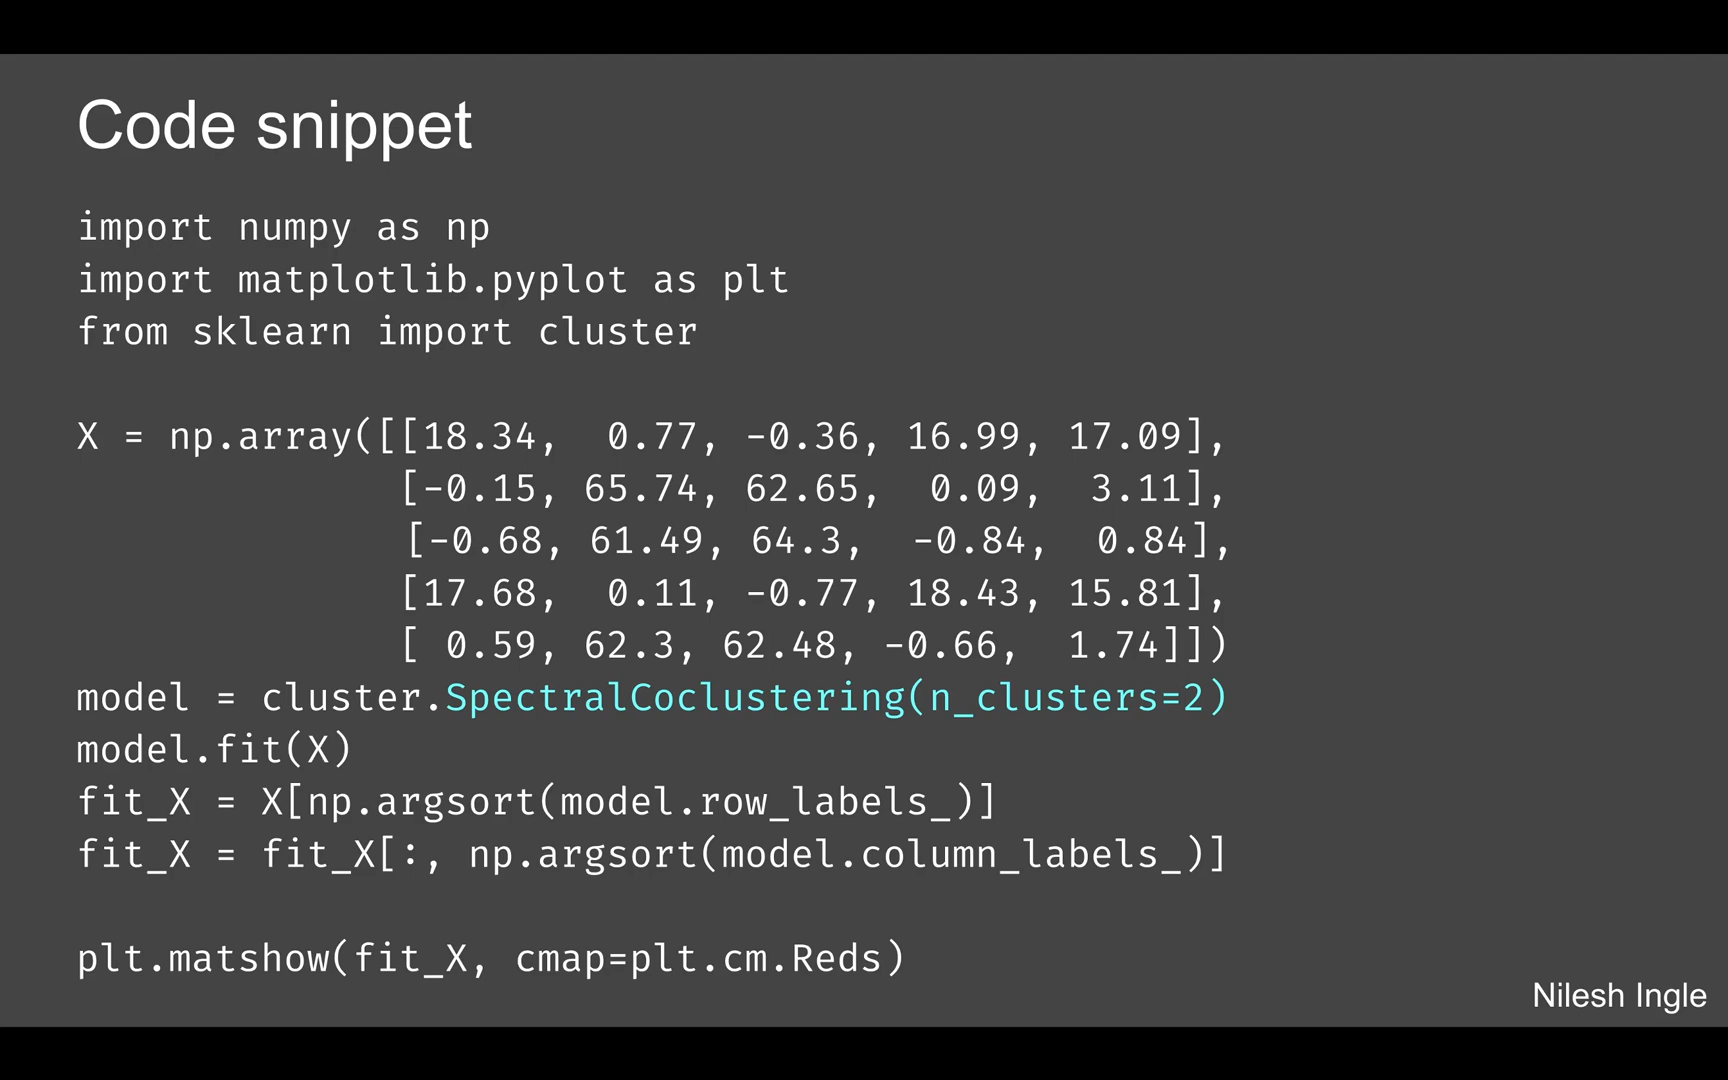 Code snippet
import numpy as np
import matplotlib.pyplot as plt
from sklearn import cluster
X = np.array([[18.34,  0.77, -0.36, 16.99, 17.09],
[-0.15, 65.74, 62.65,  0.09,  3.11],
[-0.68, 61.49, 64.3,  -0.84,  0.84],
[17.68,  0.11, -0.77, 18.43, 15.81],
[ 0.59, 62.3, 62.48, -0.66,  1.74]])
model = cluster.SpectralCoclustering(n_clusters=2)
model.fit(X)
fit_X = X[np.argsort(model.row_labels_)]
fit_X = fit_X[:, np.argsort(model.column_labels_)]
plt.matshow(fit_X, cmap=plt.cm.Reds)
Nilesh Ingle